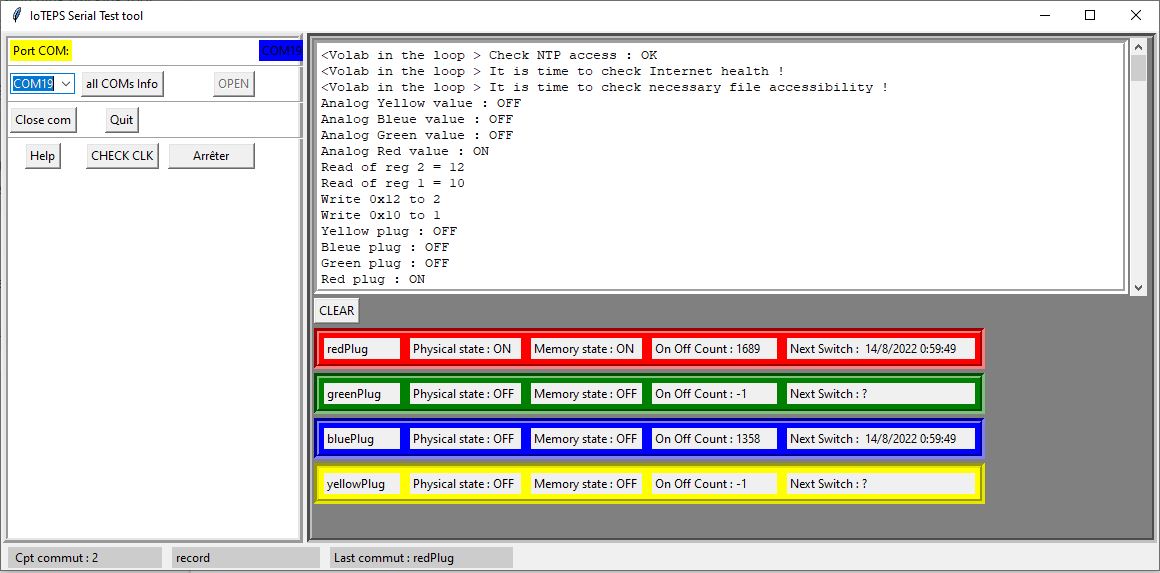 IoTEPS Serial Test tool
Port COM:
COM19
COM19
all COMs Info
OPEN
Close com
Quit
Help
CHECK CLK
Arrêter
<Volab in the loop > Check NTP access : OK
<Volab in the loop > It is time to check Internet health !
<Volab in the loop > It is time to check necessary file accessibility !
Analog Yellow value : OFF
Analog Bleue value : OFF
Analog Green value : OFF
Analog Red value : ON
Read of reg 2 = 12
Read of reg 1 = 10
Write 0x12 to 2
Write 0x10 to 1
Yellow plug : OFF
Bleue plug : OFF
Green plug : OFF
Red plug : ON
CLEAR
redPlug Physical state : ON Memory state : ON On Off Count : 1689 Next Switch : 14/8/2022 0:59:49
greenPlug Physical state : OFF Memory state : OFF On Off Count : -1 Next Switch : ?
bluePlug Physical state : OFF Memory state : OFF On Off Count : 1358 Next Switch : 14/8/2022 0:59:49
yellowPlug Physical state : OFF Memory state : OFF On Off Count : -1 Next Switch : ?
Cpt commut : 2
record
Last commut : redPlug